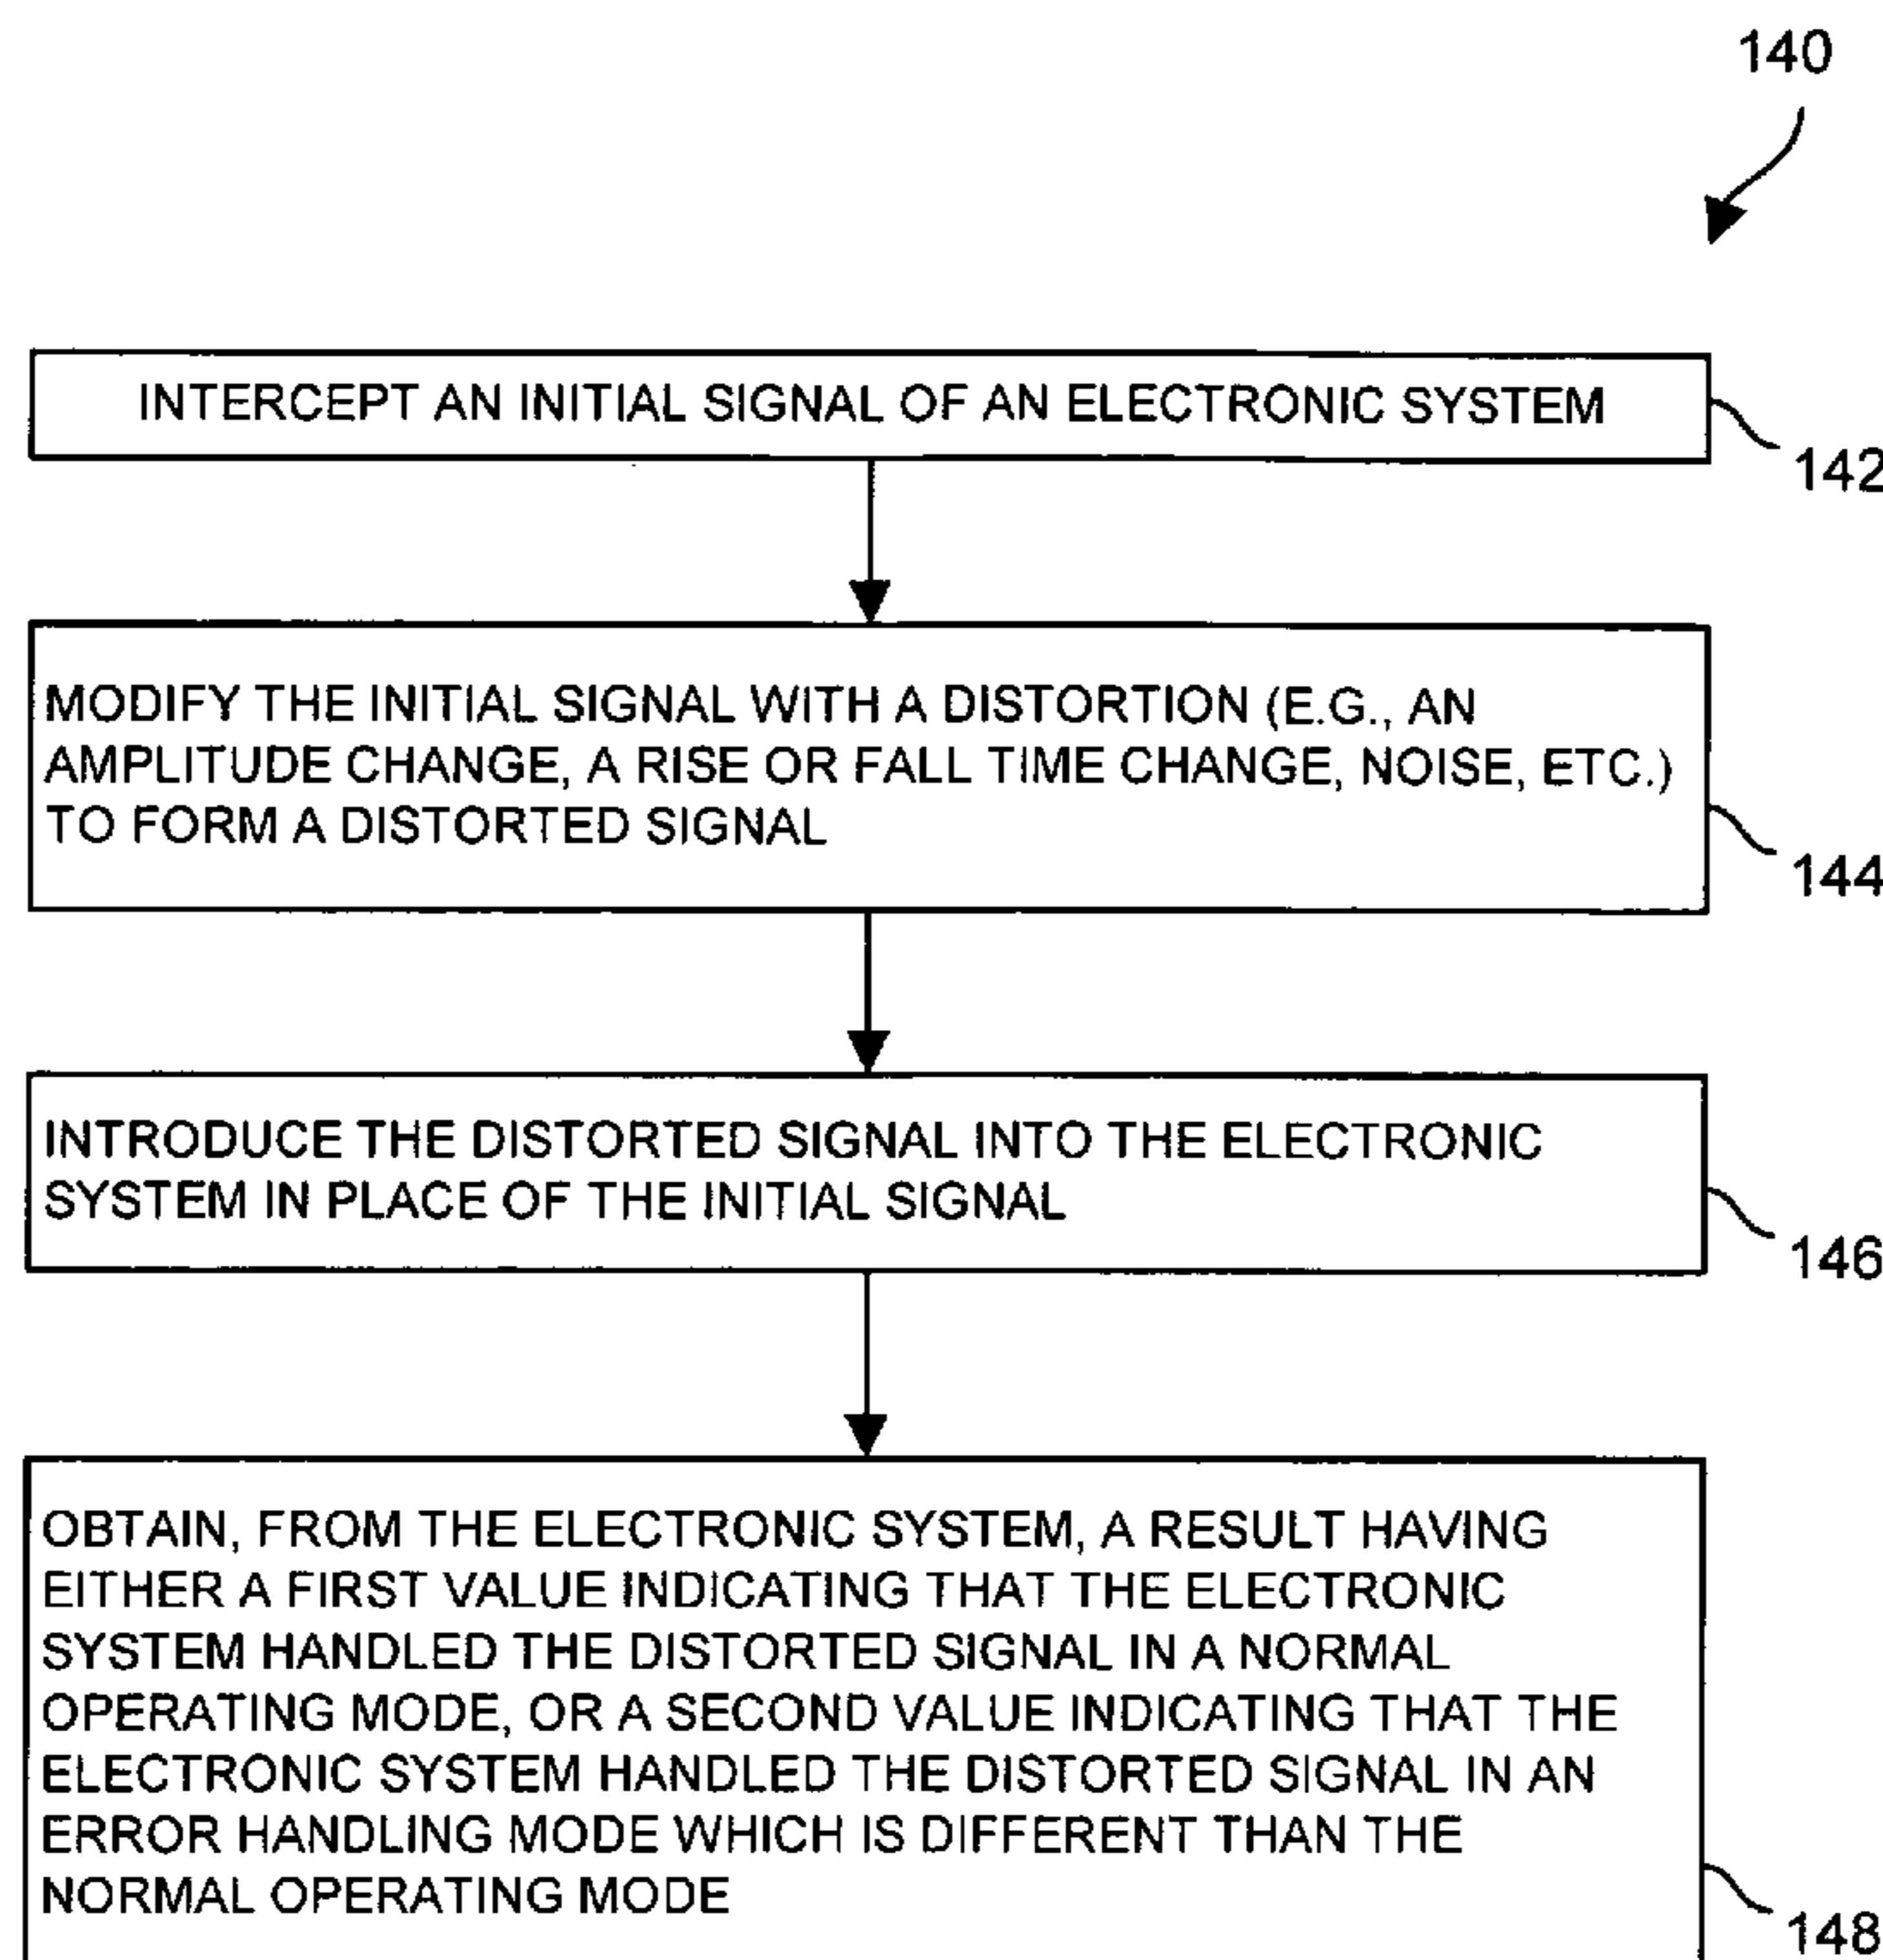 140
INTERCEPT AN INITIAL SIGNAL OF AN ELECTRONIC SYSTEM
142
MODIFY THE INITIAL SIGNAL WITH A DISTORTION (E.G., AN
AMPLITUDE CHANGE, A RISE OR FALL TIME CHANGE, NOISE, ETC.)
TO FORM A DISTORTED SIGNAL
144
INTRODUCE THE DISTORTED SIGNAL INTO THE ELECTRONIC
SYSTEM IN PLACE OF THE INITIAL SIGNAL
146
OBTAIN, FROM THE ELECTRONIC SYSTEM, A RESULT HAVING
EITHER A FIRST VALUE INDICATING THAT THE ELECTRONIC
SYSTEM HANDLED THE DISTORTED SIGNAL IN A NORMAL
OPERATING MODE, OR A SECOND VALUE INDICATING THAT THE
ELECTRONIC SYSTEM HANDLED THE DISTORTED SIGNAL IN AN
ERROR HANDLING MODE WHICH IS DIFFERENT THAN THE
NORMAL OPERATING MODE
148